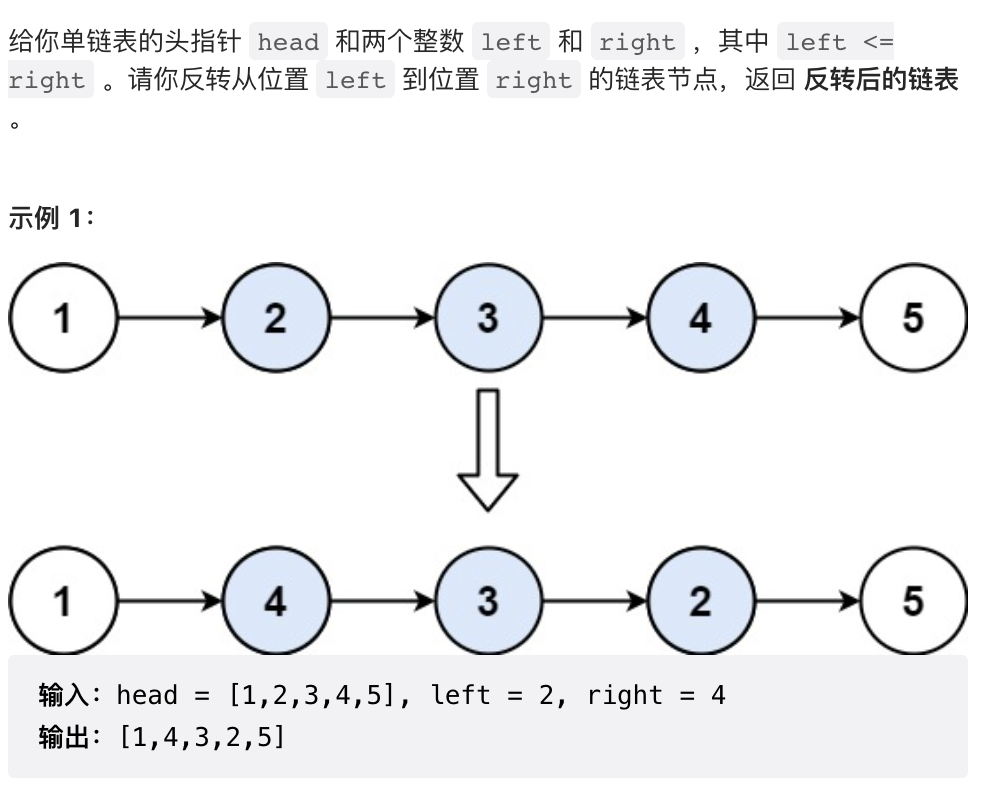 给你单链表的头指针 head 和两个整数 left 和 right ，其中 left <=
right 。请你反转从位置 left 到位置 right 的链表节点，返回 反转后的链表
。
示例 1：
1 2 3 4 5
1 4 3 2 5
输入：head = [1,2,3,4,5], left = 2, right = 4
输出：[1,4,3,2,5]